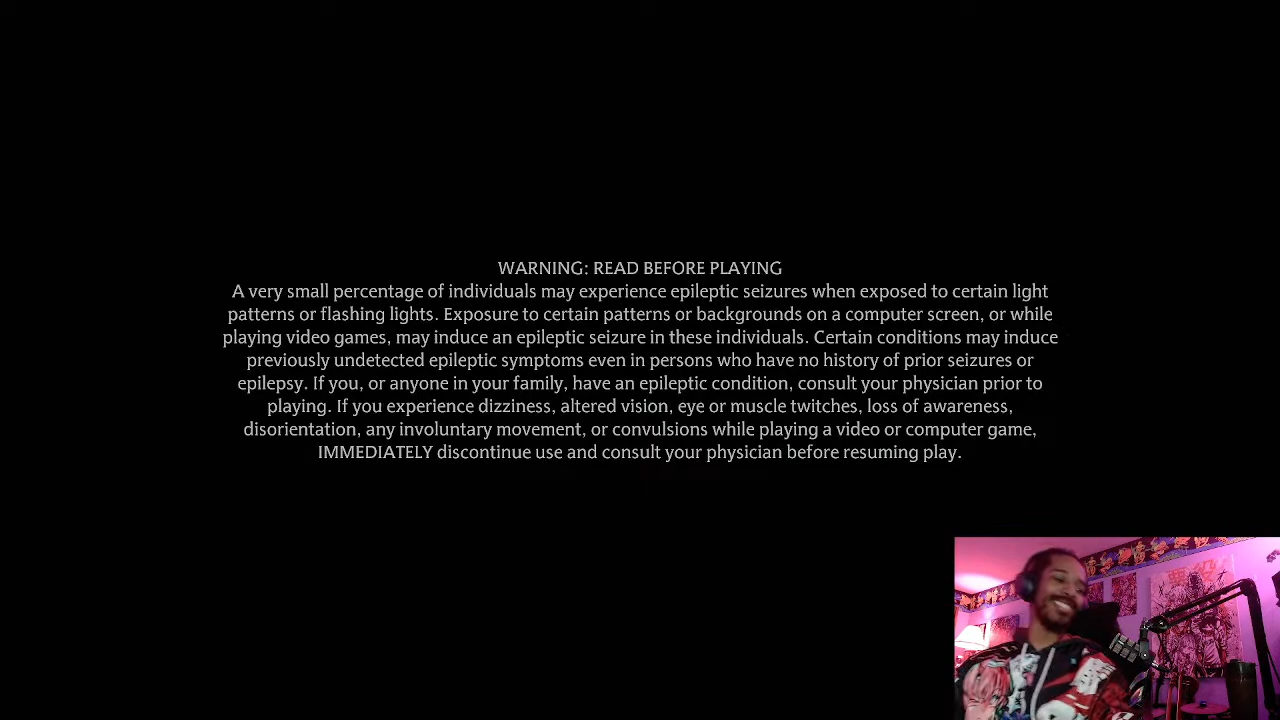 WARNING: READ BEFORE PLAYING
A very small percentage of individuals may experience epileptic seizures when exposed to certain light
patterns or flashing lights. Exposure to certain patterns or backgrounds on a computer screen, or while
playing video games, may induce an epileptic seizure in these individuals. Certain conditions may induce
previously undetected epileptic symptoms even in persons who have no history of prior seizures or
epilepsy. If you, or anyone in your family, have an epileptic condition, consult your physician prior to
playing. If you experience dizziness, altered vision, eye or muscle twitches, loss of awareness,
disorientation, any involuntary movement, or convulsions while playing a video or computer game,
IMMEDIATELY discontinue use and consult your physician before resuming play.